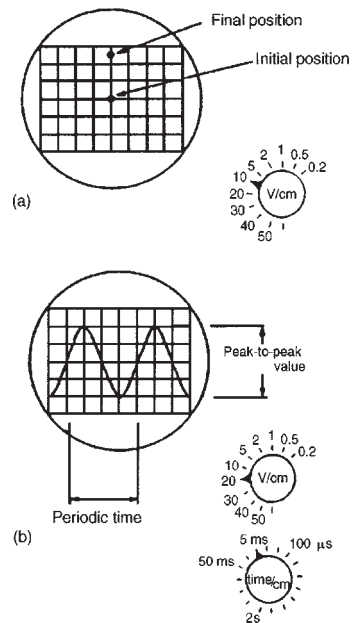 Final position
Initial position
(a)
0.2
0.5
1
2
5
10
20
30
40
50
V/cm
Peak-to-peak
value
Periodic time
(b)
0.2
0.5
1
2
5
10
20
30
40
50
V/cm
5 ms
100 μs
50 ms
time/cm
2s